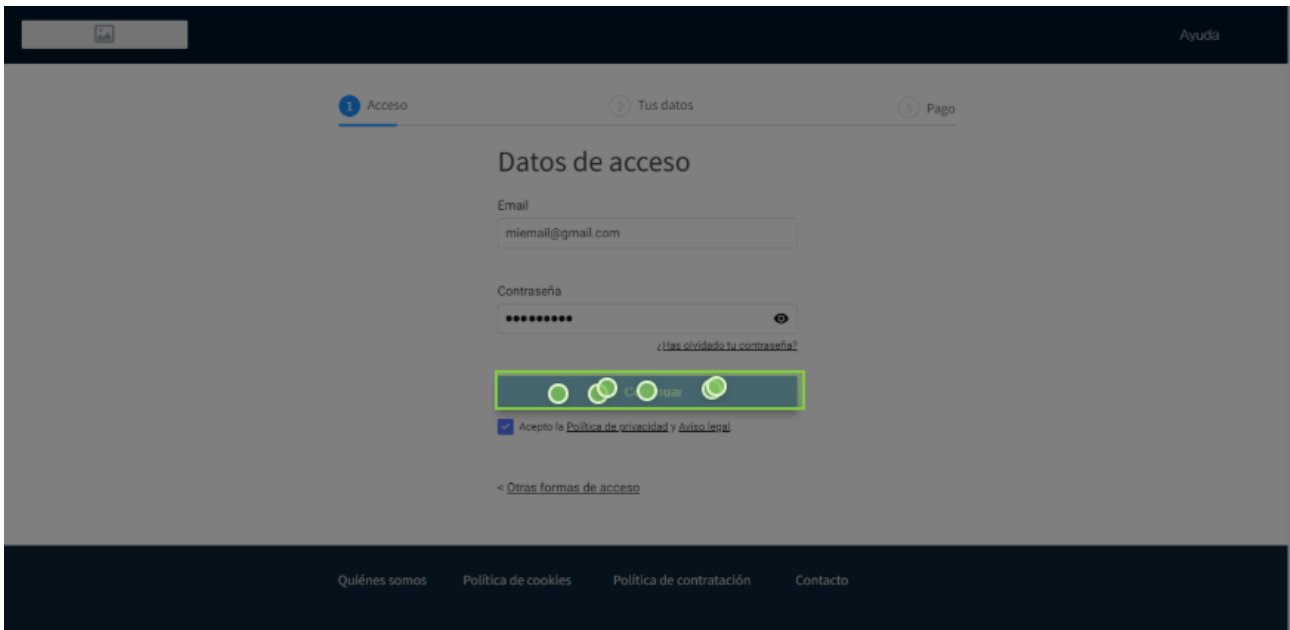 Ayuda
1 Acceso
2 Tus datos
3 Pago
Datos de acceso
Email
miemail@gmail.com
Contraseña
•••••••••
¿Has olvidado tu contraseña?
Continuar
Acepto la Política de privacidad y Aviso legal.
< Otras formas de acceso
Quiénes somos Política de cookies Política de contratación Contacto